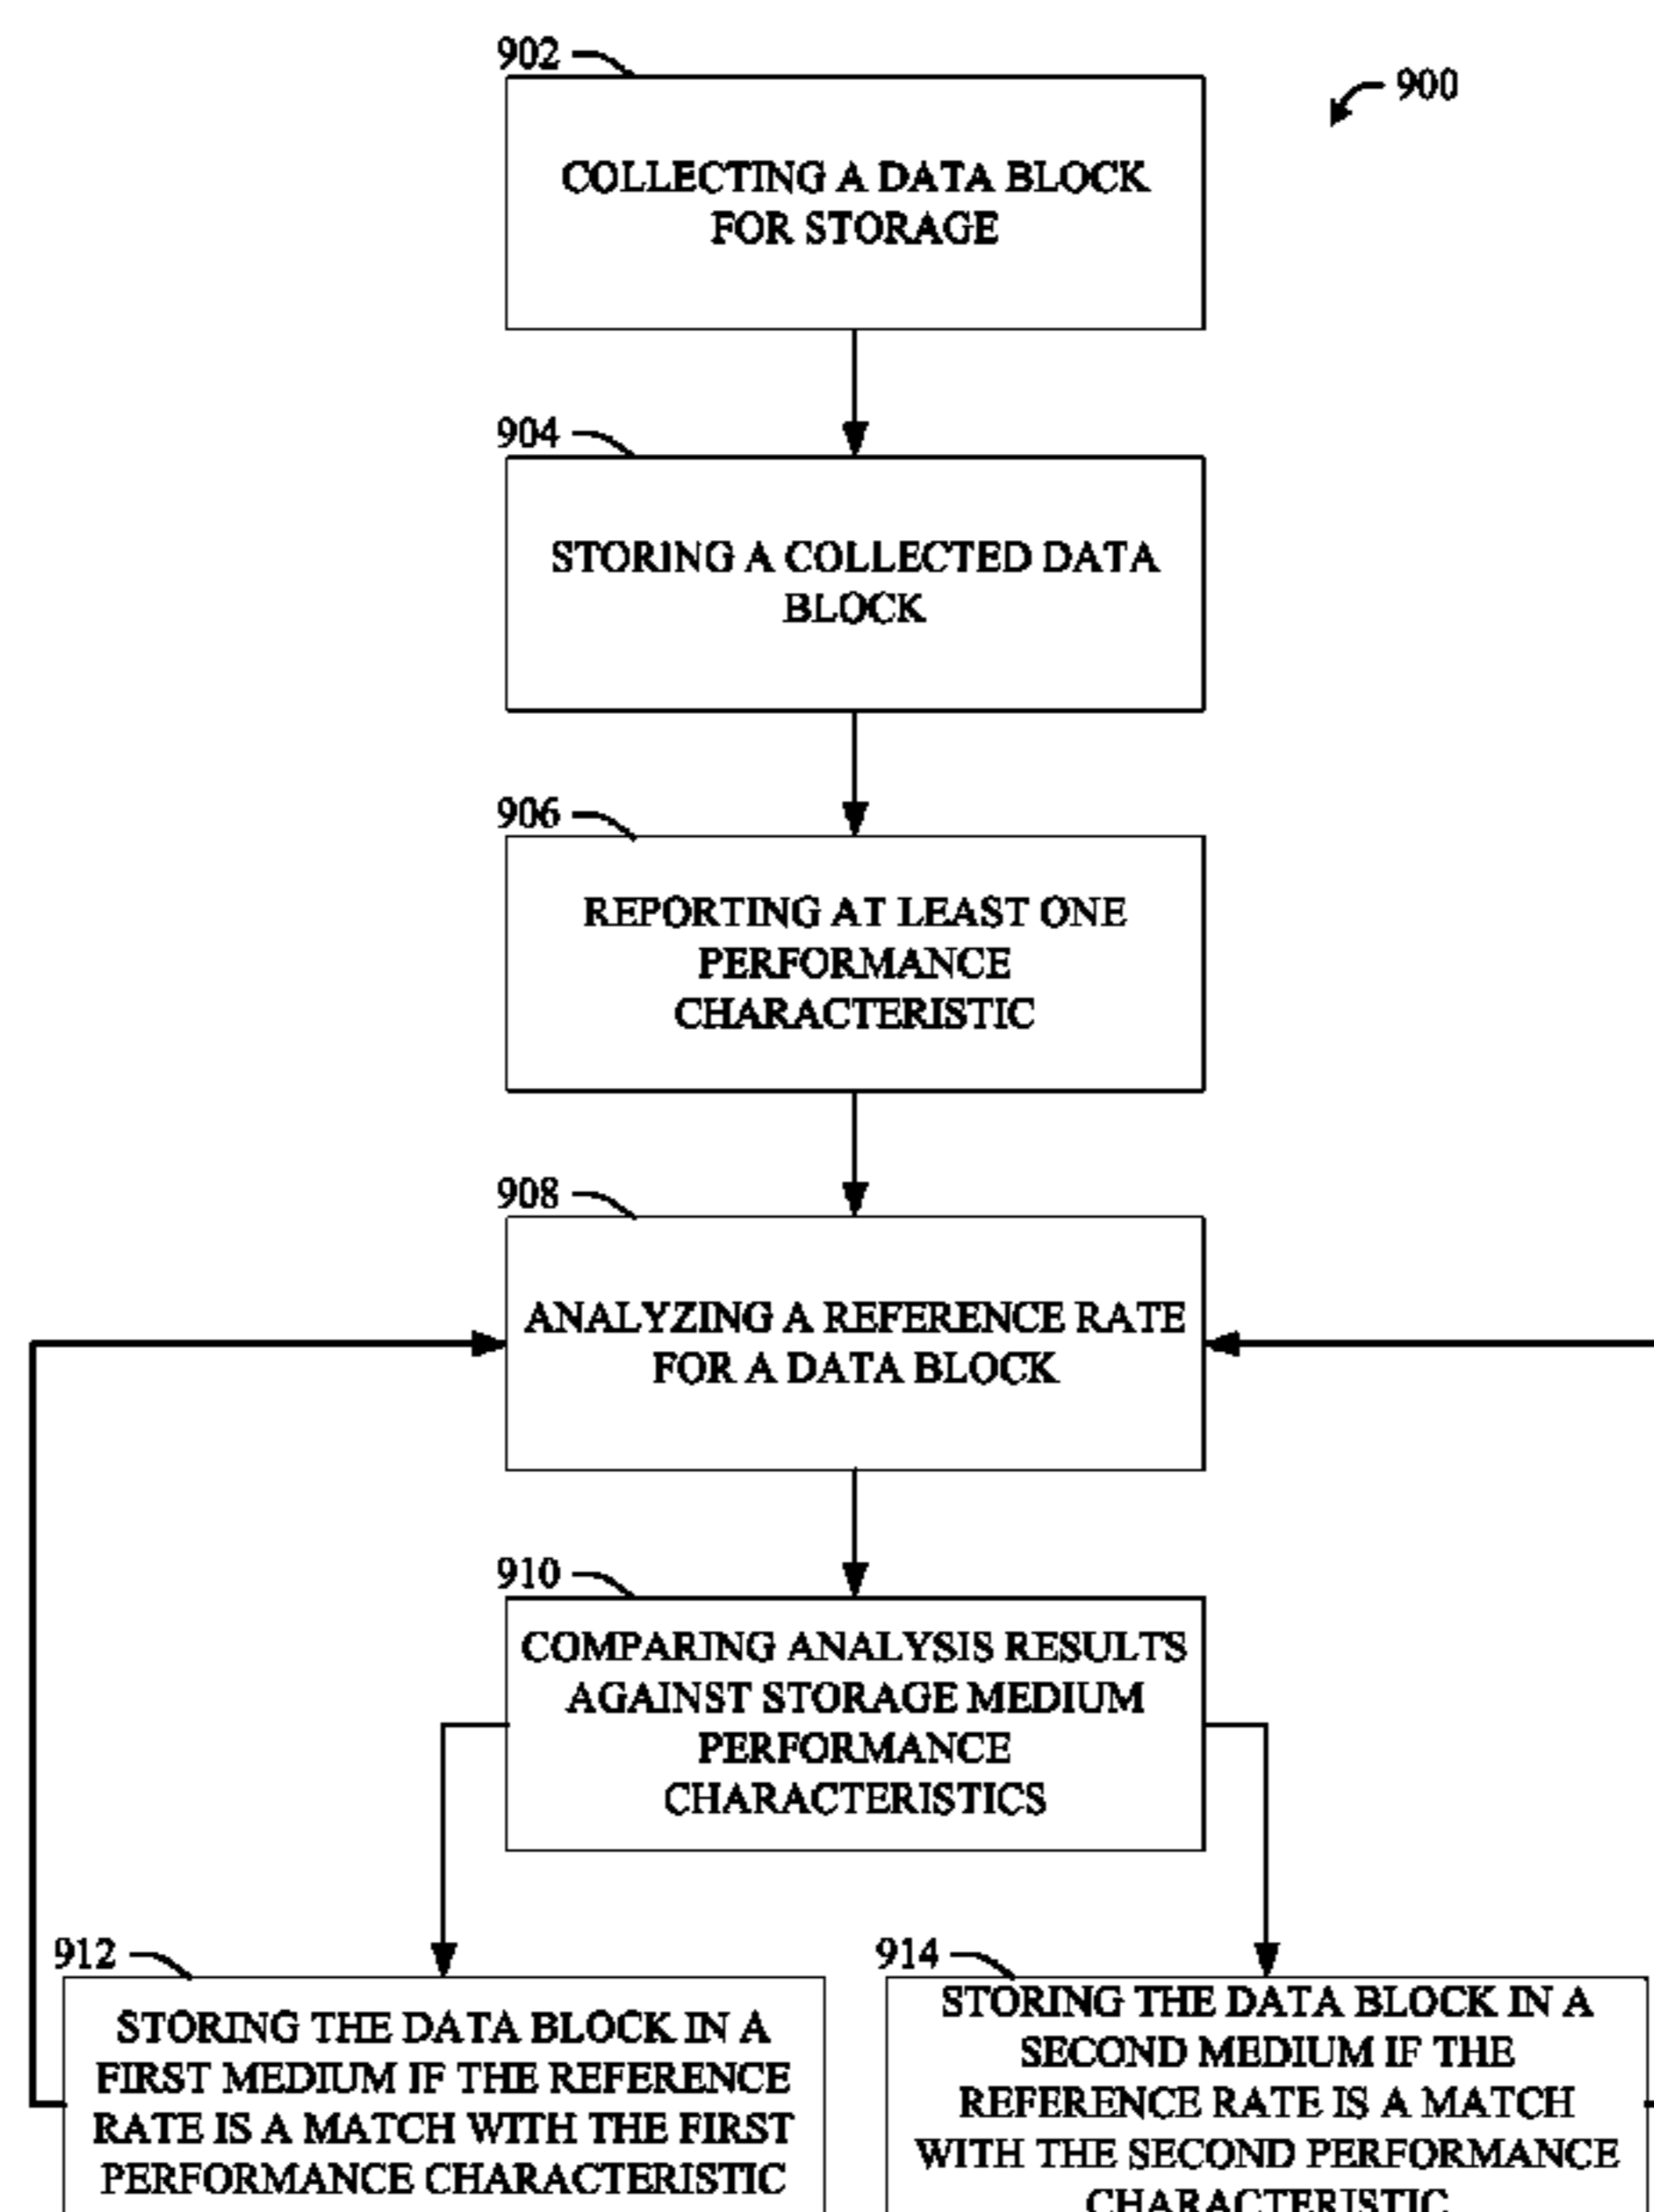 902
900
COLLECTING A DATA BLOCK
FOR STORAGE
904
STORING A COLLECTED DATA
BLOCK
906
REPORTING AT LEAST ONE
PERFORMANCE
CHARACTERISTIC
908
ANALYZING A REFERENCE RATE
FOR A DATA BLOCK
910
COMPARING ANALYSIS RESULTS
AGAINST STORAGE MEDIUM
PERFORMANCE
CHARACTERISTICS
912
STORING THE DATA BLOCK IN A
FIRST MEDIUM IF THE REFERENCE
RATE IS A MATCH WITH THE FIRST
PERFORMANCE CHARACTERISTIC
914
STORING THE DATA BLOCK IN A
SECOND MEDIUM IF THE
REFERENCE RATE IS A MATCH
WITH THE SECOND PERFORMANCE
CHARACTERISTIC